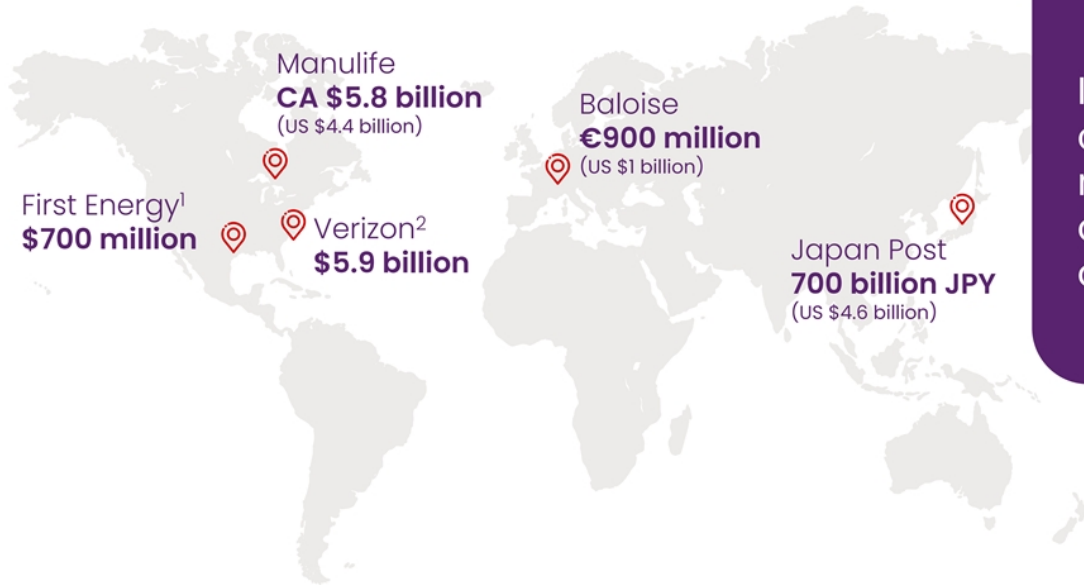 Manulife
CA $5.8 billion
(US $4.4 billion)
Baloise
€900 million
(US $1 billion)
First Energy¹
$700 million
Verizon²
$5.9 billion
Japan Post
700 billion JPY
(US $4.6 billion)